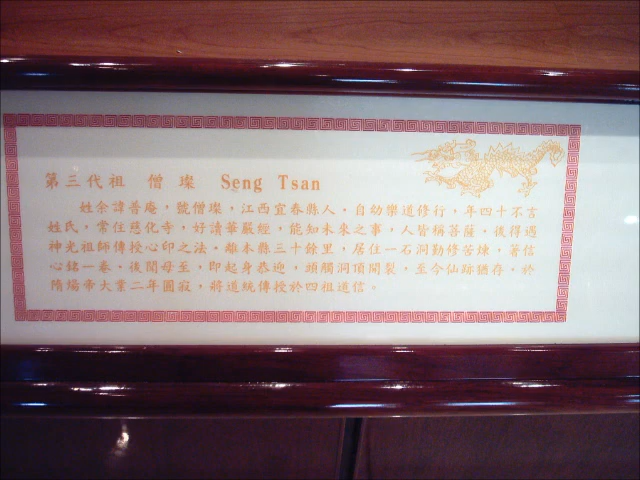 第三代祖 僧 璨 Seng Tsan
姓余諱普庵,號僧璨,江西宜春縣人。自幼樂道修行,年四十不言
姓氏,常住慈化寺,好讀華嚴經,能知未來之事,人皆稱菩薩。後得遇
神光祖師傳授心印之法。離本縣三十餘里,居住一石洞勤修苦煉,著信
心銘一卷。後聞母至,即起身恭迎,頭觸洞頂開裂,至今仙跡猶存。於
隋煬帝大業二年圓寂,將道統傳授於四祖道信。